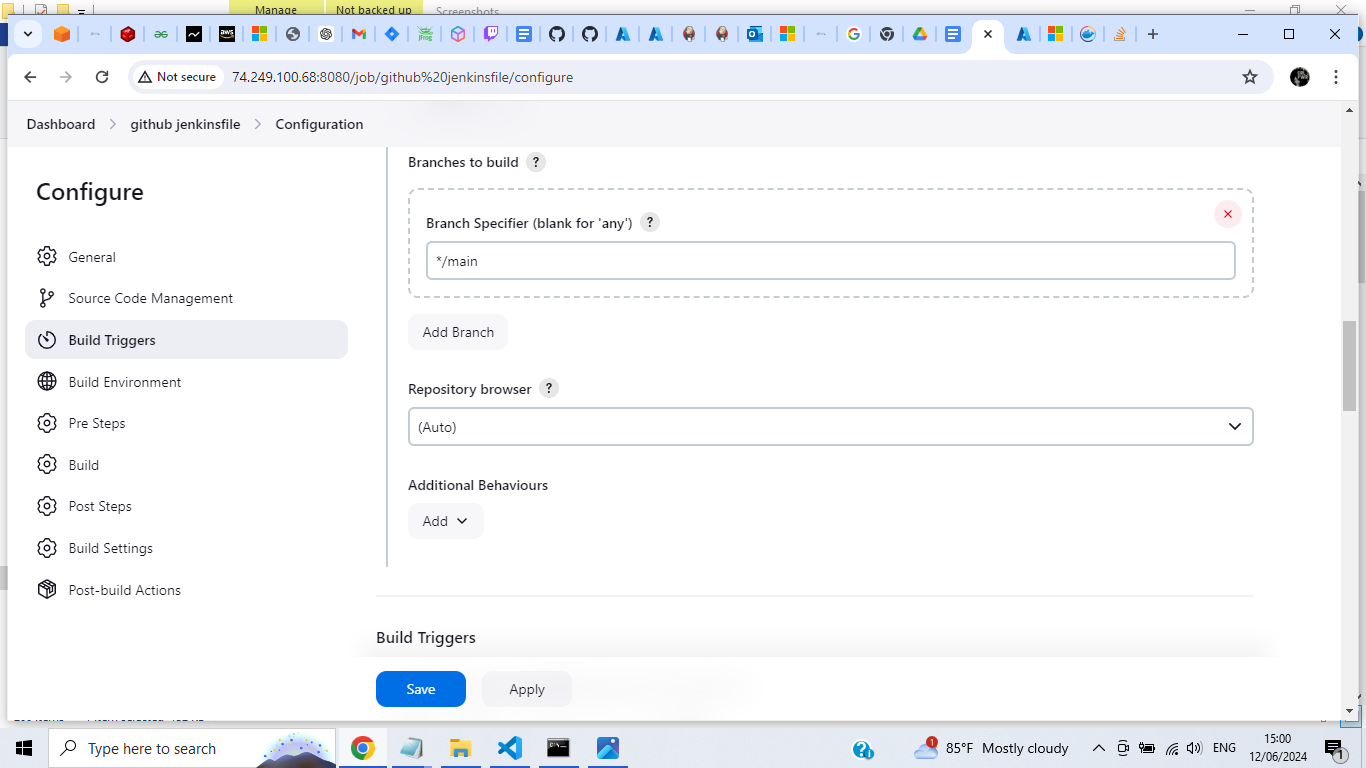 Manage
Not backed up
Screenshots
aws
Not secure
74.249.100.68:8080/job/github%20jenkinsfile/configure
Dashboard
github jenkinsfile
Configuration
Configure
General
Source Code Management
Build Triggers
Build Environment
Pre Steps
Build
Post Steps
Build Settings
Post-build Actions
Branches to build ?
Branch Specifier (blank for 'any') ?
*/main
Add Branch
Repository browser ?
(Auto)
Additional Behaviours
Add
Build Triggers
Save
Apply
Type here to search
1
85°F Mostly cloudy
ENG
15:00
12/06/2024
1